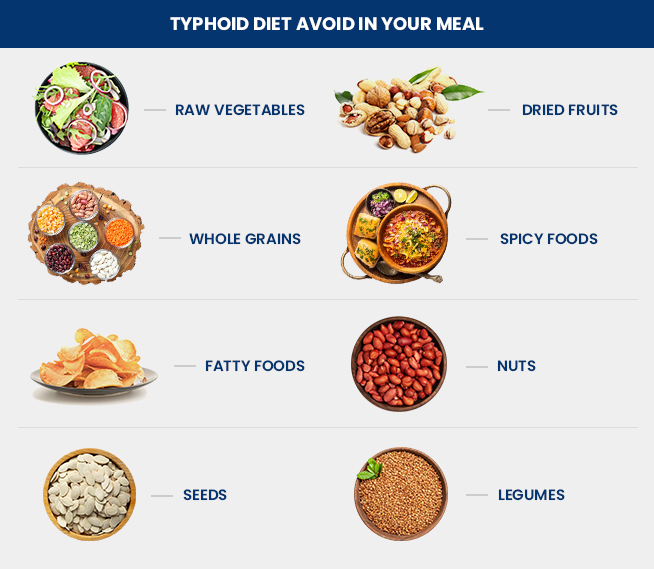 TYPHOID DIET AVOID IN YOUR MEAL
RAW VEGETABLES
DRIED FRUITS
WHOLE GRAINS
SPICY FOODS
FATTY FOODS
NUTS
SEEDS
LEGUMES